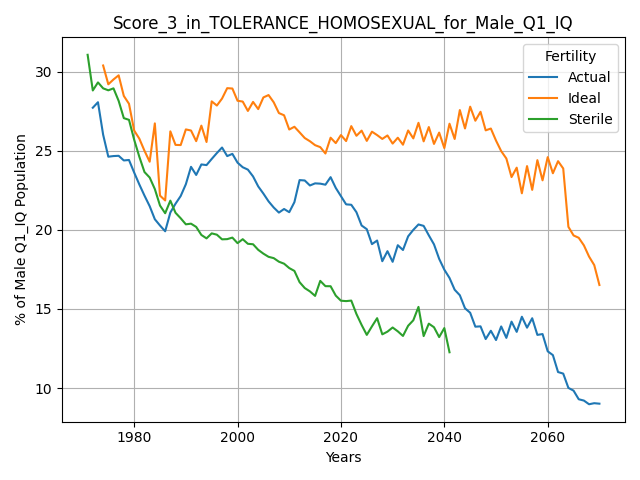 Score_3_in_TOLERANCE_HOMOSEXUAL_for_Male_Q1_IQ
Fertility
Actual
Ideal
Sterile
% of Male Q1_IQ Population
30
25
20
15
10
1980
2000
2020
2040
2060
Years